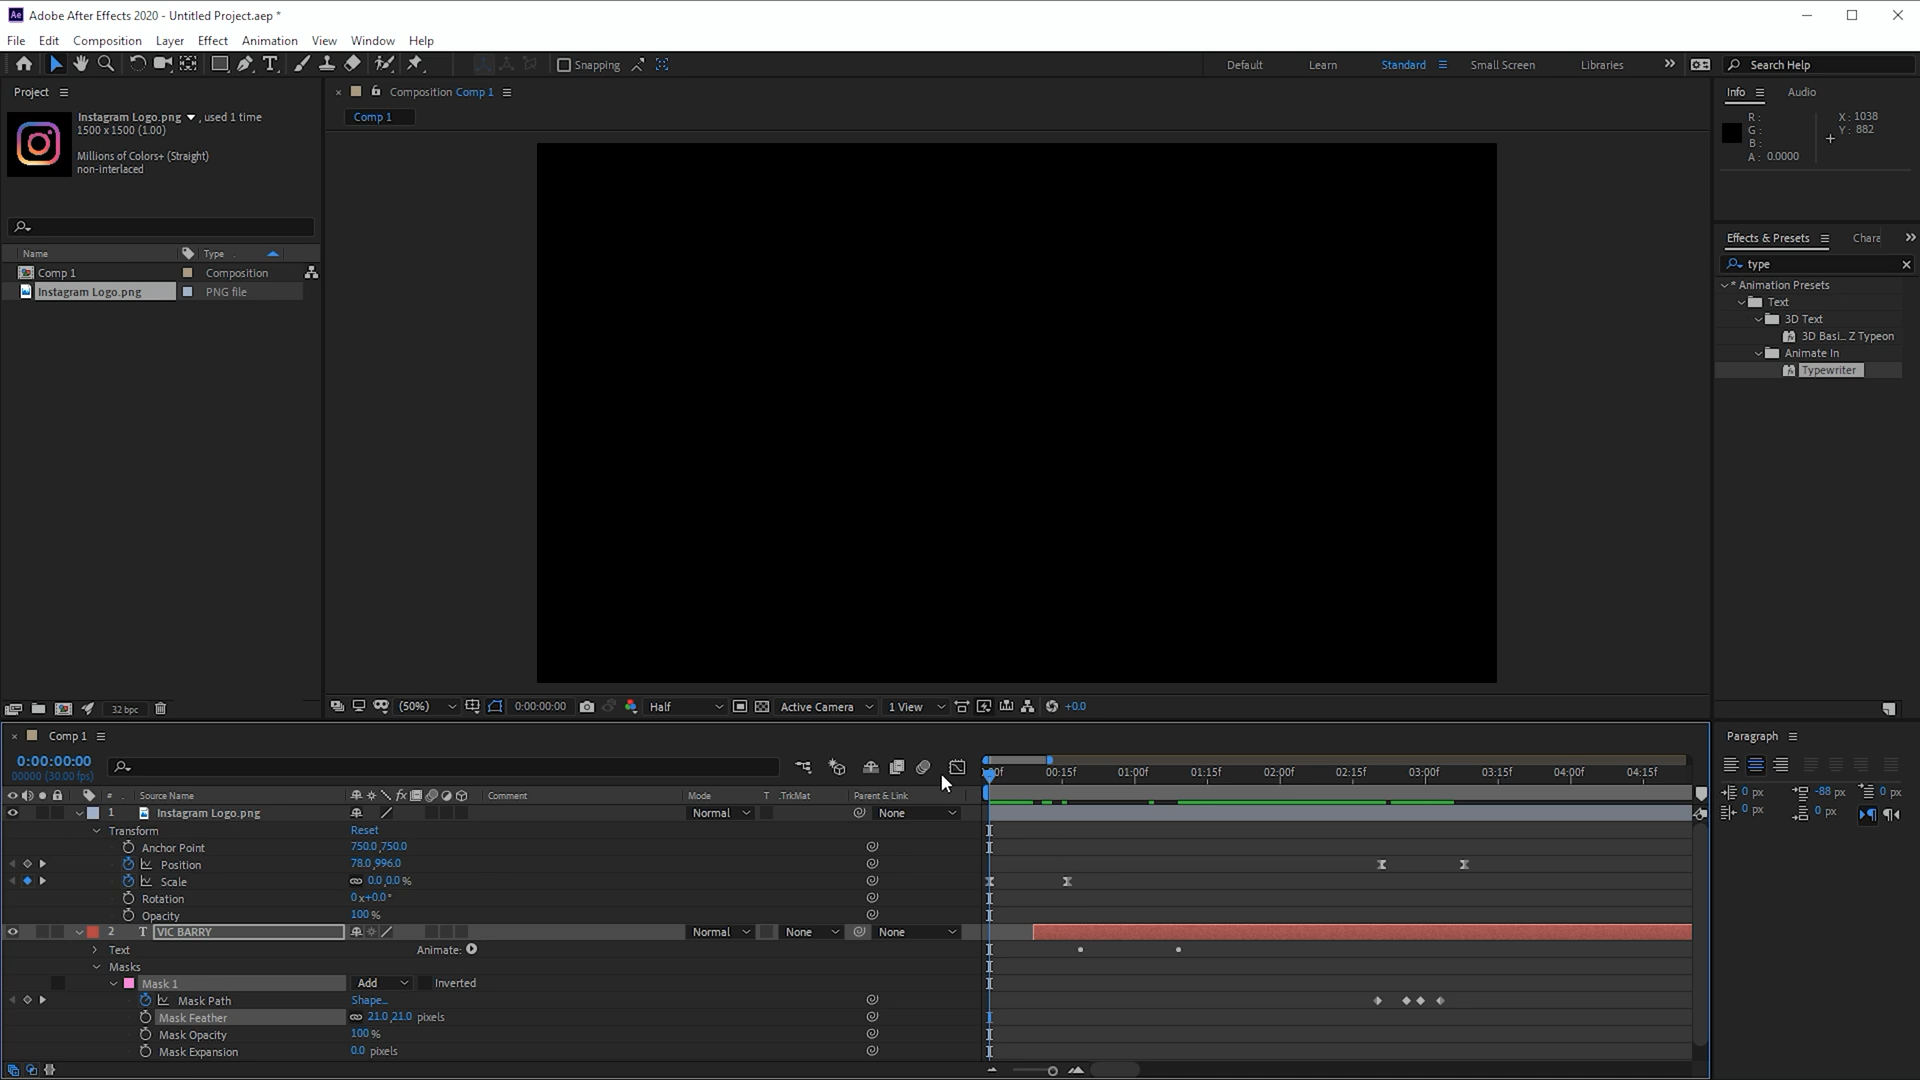 Ae Adobe After Effects 2020 - Untitled Project.aep *
File Edit Composition Layer Effect Animation View Window Help
Snapping Default Learn Standard Small Screen Libraries Search Help
Project
Instagram Logo.png , used 1 time
1500 x 1500 (1.00)
Millions of Colors+ (Straight)
non-interlaced
Name Type
Comp 1 Composition
Instagram Logo.png PNG file
32 bpc
Composition Comp 1
Comp 1
(50%) 0:00:00:00 Half Active Camera 1 View +0.0
Info Audio
R : X : 1038
G : Y : 882
B :
A : 0.0000
Effects & Presets Chara
type
* Animation Presets
Text
3D Text
3D Basi... Z Typeon
Animate In
Typewriter
Comp 1
0:00:00:00
00000 (30.00 fps)
:00f 00:15f 01:00f 01:15f 02:00f 02:15f 03:00f 03:15f 04:00f 04:15f
# Source Name fx Comment Mode T .TrkMat Parent & Link
1 Instagram Logo.png Normal None
Transform Reset
Anchor Point 750.0,750.0
Position 78.0,996.0
Scale 0.0,0.0 %
Rotation 0x+0.0°
Opacity 100 %
2 T VIC BARRY Normal None None
Text Animate:
Masks
Mask 1 Add Inverted
Mask Path Shape...
Mask Feather 21.0,21.0 pixels
Mask Opacity 100 %
Mask Expansion 0.0 pixels
Paragraph
0 px -88 px 0 px
0 px 0 px